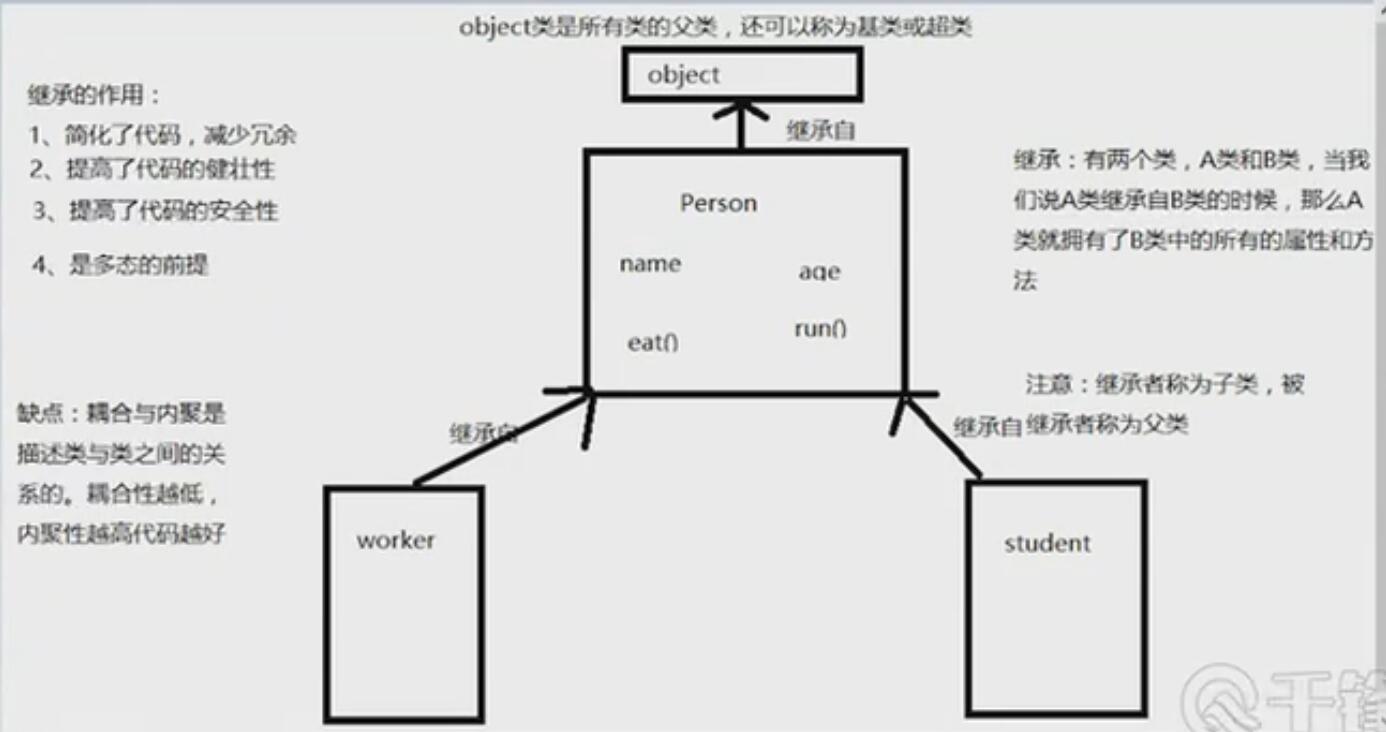 object类是所有类的父类，还可以称为基类或超类
object
继承自
继承的作用：
1、简化了代码，减少冗余
2、提高了代码的健壮性
3、提高了代码的安全性
4、是多态的前提
Person
name
age
eat()
run()
继承：有两个类，A类和B类，当我
们说A类继承自B类的时候，那么A
类就拥有了B类中的所有的属性和方
法
注意：继承者称为子类，被
继承者称为父类
缺点：耦合与内聚是
描述类与类之间的关
系的。耦合性越低，
内聚性越高代码越好
继承自
继承自
worker
student
千锋